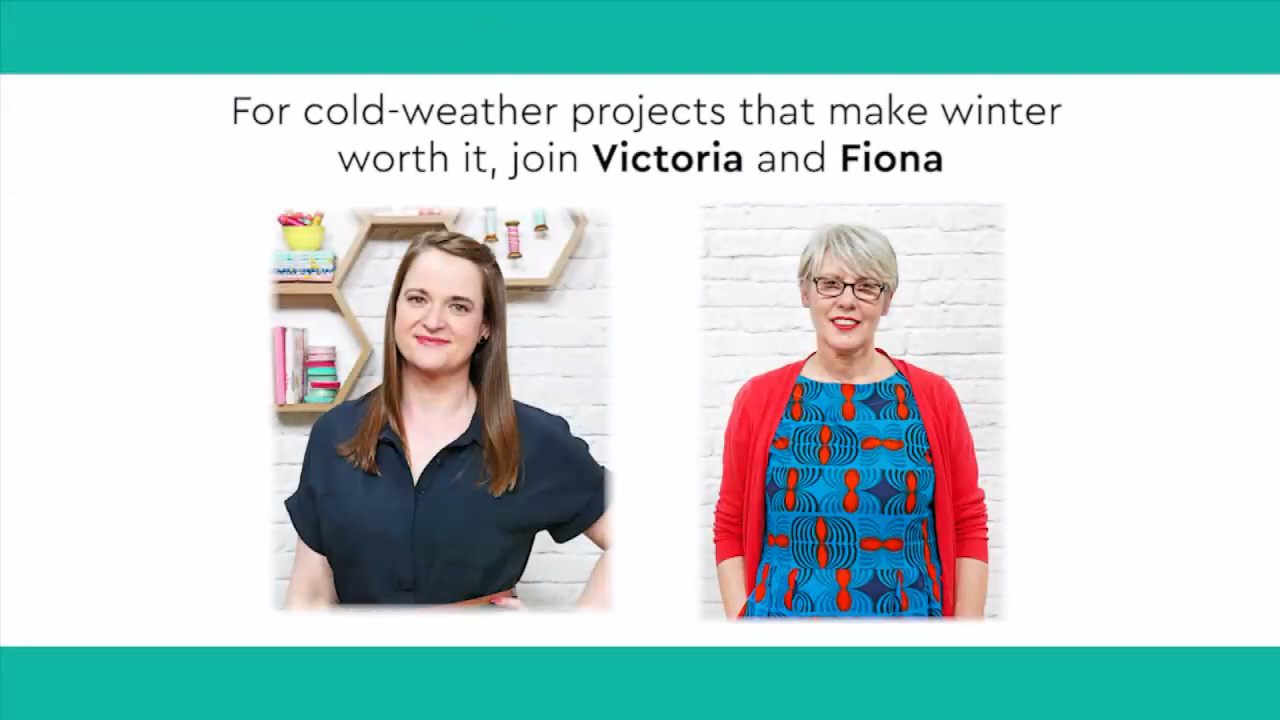 For cold-weather projects that make winter
worth it, join Victoria and Fiona